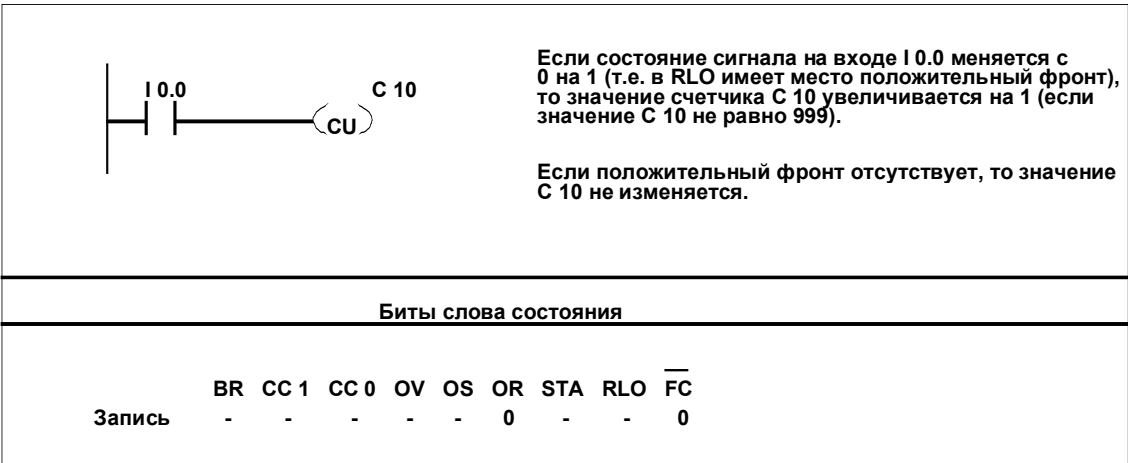 I 0.0
C 10
CU
Если состояние сигнала на входе I 0.0 меняется с
0 на 1 (т.е. в RLO имеет место положительный фронт),
то значение счетчика C 10 увеличивается на 1 (если
значение C 10 не равно 999).
Если положительный фронт отсутствует, то значение
C 10 не изменяется.
Биты слова состояния
BR CC 1 CC 0 OV OS OR STA RLO F̅C̅
Запись - - - - - 0 - - 0